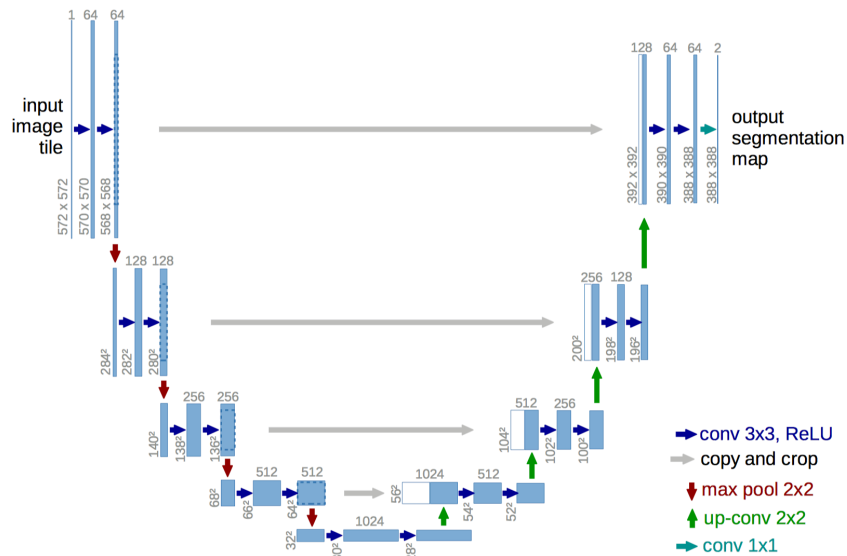 1
64
64
input
image
tile
572 x 572
570 x 570
568 x 568
128
64
64
2
output
segmentation
map
392 x 392
390 x 390
388 x 388
388 x 388
128
128
284²
282²
280²
256
128
200²
198²
196²
256
256
140²
138²
136²
512
256
104²
102²
100²
512
512
68²
66²
64²
1024
512
56²
54²
52²
1024
32²
conv 3x3, ReLU
copy and crop
max pool 2x2
up-conv 2x2
conv 1x1